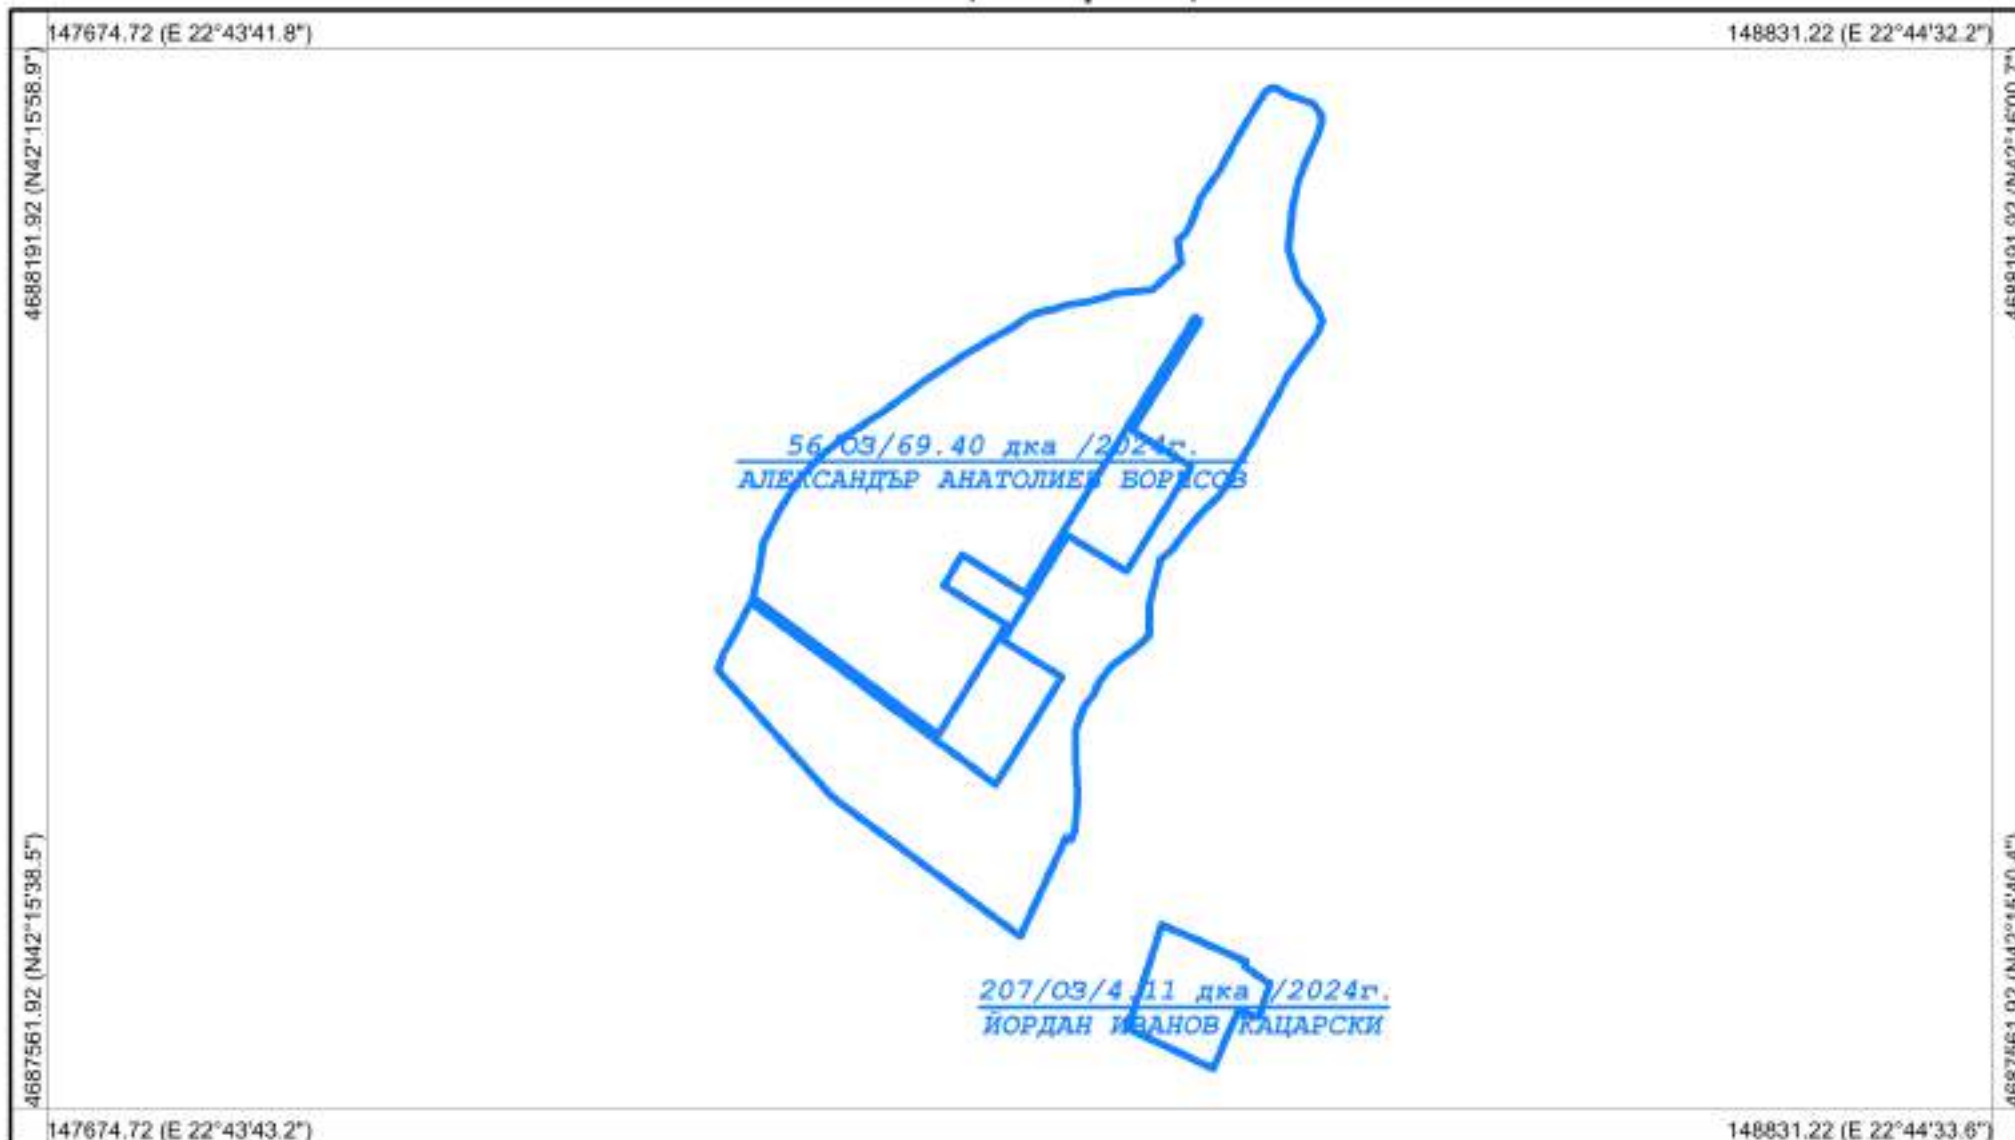 147674.72 (E 22°43'41.8")
148831.22 (E 22°44'32.2")
4688191.92 (N42°15'58.9")
56/ОЗ/69.40 дка /2024г.
АЛЕКСАНДЪР АНАТОЛИЕВ БОРИСОВ
4687561.92 (N42°15'38.5")
207/ОЗ/4.11 дка /2024г.
ЙОРДАН ИВАНОВ КАЦАРСКИ
147674.72 (E 22°43'43.2")
148831.22 (E 22°44'33.6")